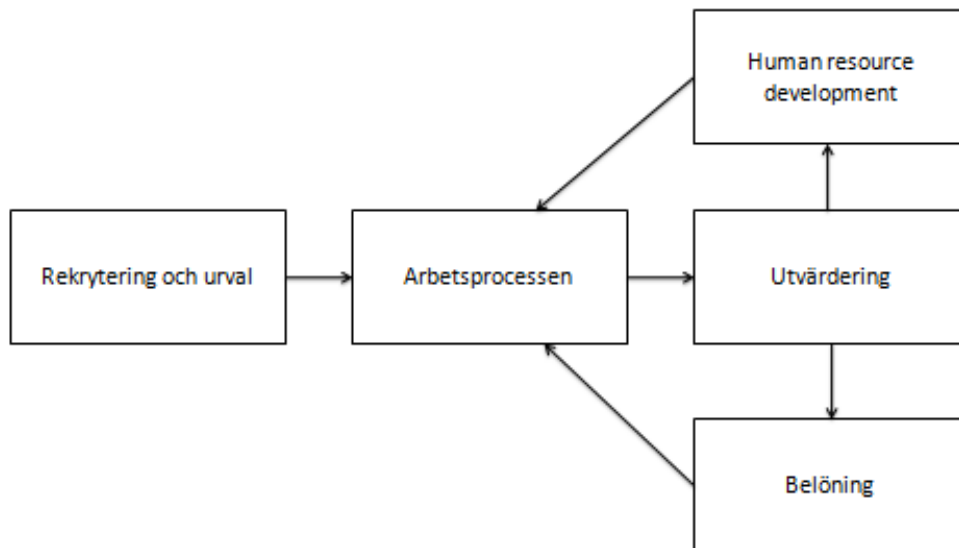 Human resource
development
Rekrytering och urval
Arbetsprocessen
Utvärdering
Belöning